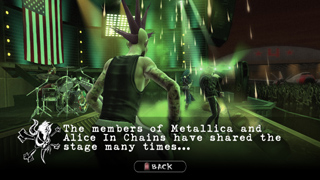 The members of Metallica and
Alice In Chains have shared the
stage many times...
BACK